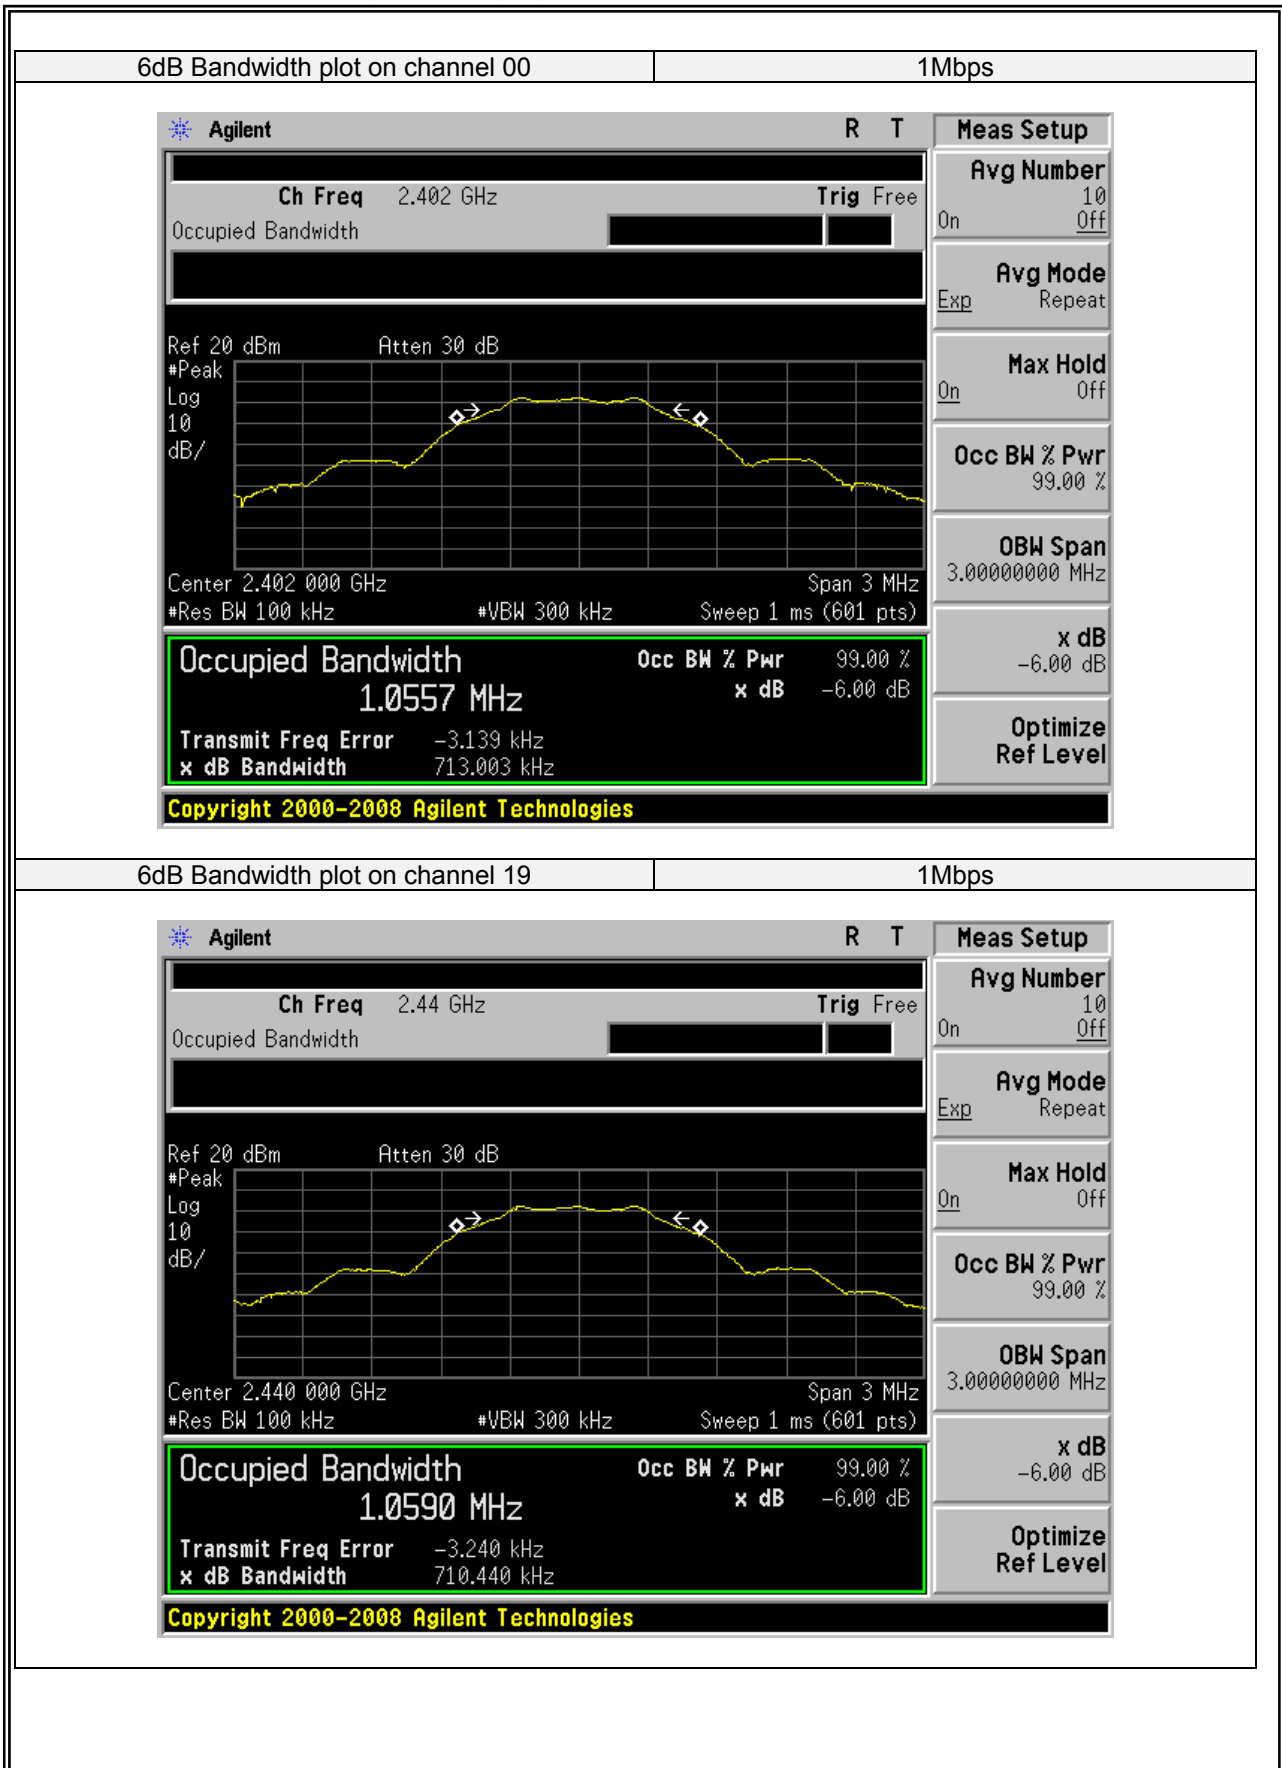 6dB Bandwidth plot on channel 00 1Mbps
Agilent R T Meas Setup
Avg Number
10
On Off
Ch Freq 2.402 GHz Trig Free
Occupied Bandwidth
Avg Mode
Exp Repeat
Ref 20 dBm Atten 30 dB
#Peak
Log
10
dB/
Max Hold
On Off
Occ BW % Pwr
99.00 %
OBW Span
3.00000000 MHz
Center 2.402 000 GHz Span 3 MHz
#Res BW 100 kHz #VBW 300 kHz Sweep 1 ms (601 pts)
x dB
-6.00 dB
Occupied Bandwidth Occ BW % Pwr 99.00 %
1.0557 MHz x dB -6.00 dB
Transmit Freq Error -3.139 kHz
x dB Bandwidth 713.003 kHz
Optimize
Ref Level
Copyright 2000-2008 Agilent Technologies
6dB Bandwidth plot on channel 19 1Mbps
Agilent R T Meas Setup
Avg Number
10
On Off
Ch Freq 2.44 GHz Trig Free
Occupied Bandwidth
Avg Mode
Exp Repeat
Ref 20 dBm Atten 30 dB
#Peak
Log
10
dB/
Max Hold
On Off
Occ BW % Pwr
99.00 %
OBW Span
3.00000000 MHz
Center 2.440 000 GHz Span 3 MHz
#Res BW 100 kHz #VBW 300 kHz Sweep 1 ms (601 pts)
x dB
-6.00 dB
Occupied Bandwidth Occ BW % Pwr 99.00 %
1.0590 MHz x dB -6.00 dB
Transmit Freq Error -3.240 kHz
x dB Bandwidth 710.440 kHz
Optimize
Ref Level
Copyright 2000-2008 Agilent Technologies